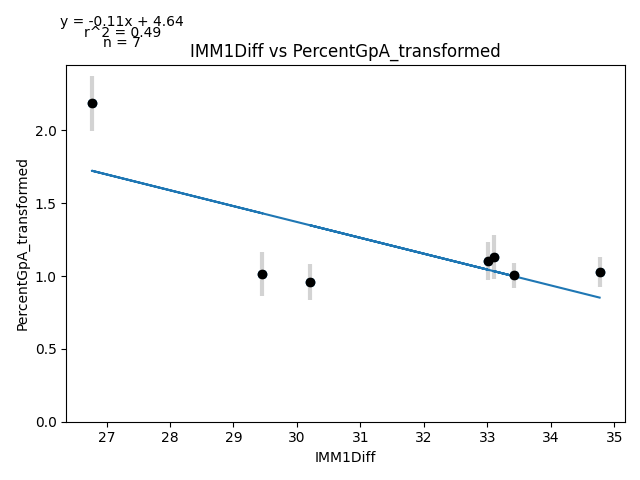 y = -0.11x + 4.64
r^2 = 0.49
n = 7
IMM1Diff vs PercentGpA_transformed
PercentGpA_transformed
2.0
1.5
1.0
0.5
0.0
27 28 29 30 31 32 33 34 35
IMM1Diff